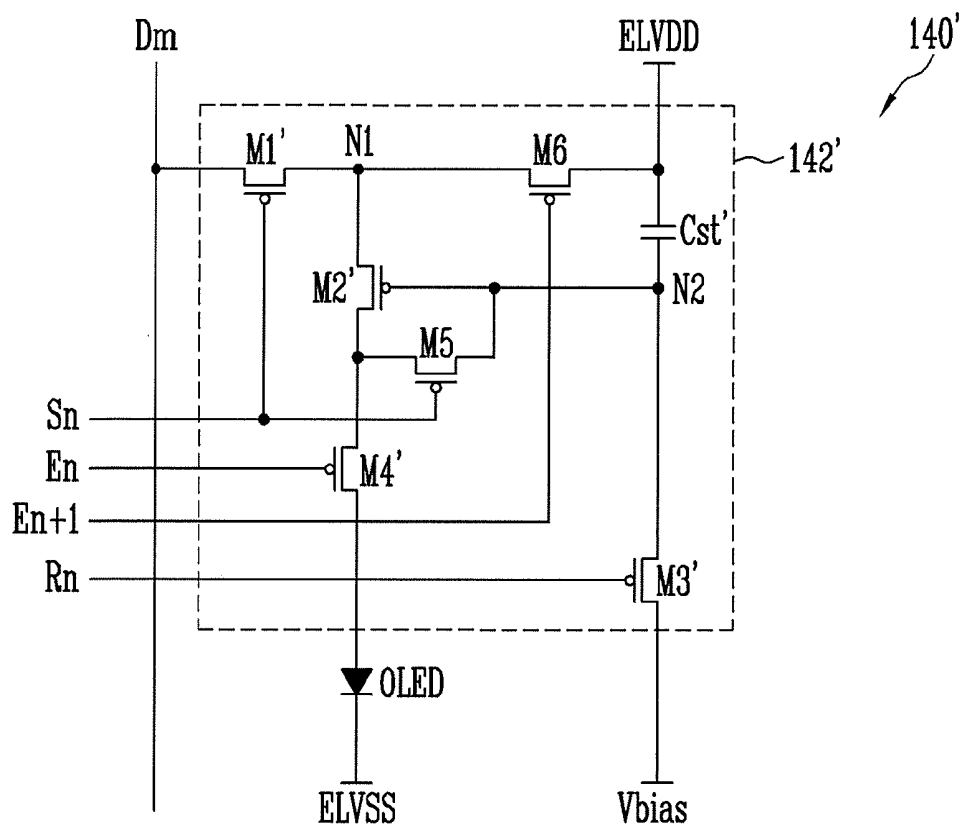 Dm
ELVDD
140'
M1'
N1
M6
142'
Cst'
M2'
N2
M5
Sn
En
M4'
En+1
Rn
M3'
OLED
ELVSS
Vbias